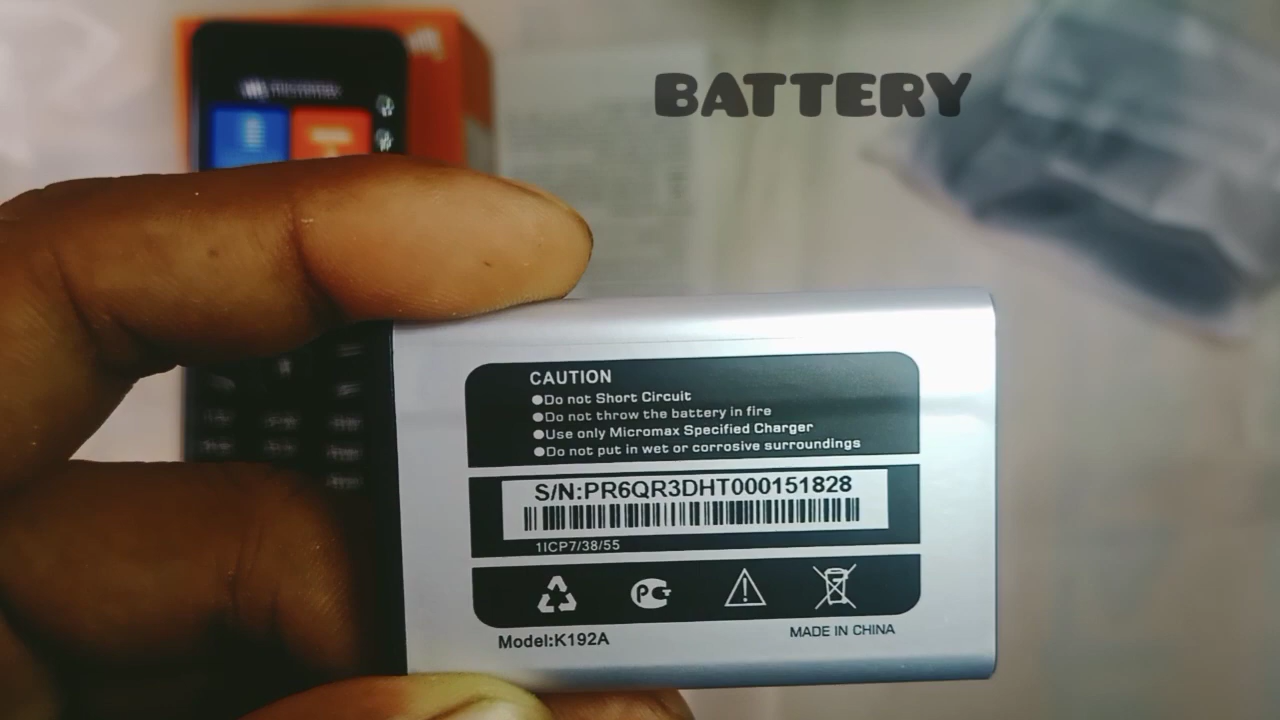 BATTERY
CAUTION
●Do not Short Circuit
●Do not throw the battery in fire
●Use only Micromax Specified Charger
●Do not put in wet or corrosive surroundings
S/N:PR6QR3DHT000151828
1ICP7/38/55
Model:K192A
MADE IN CHINA